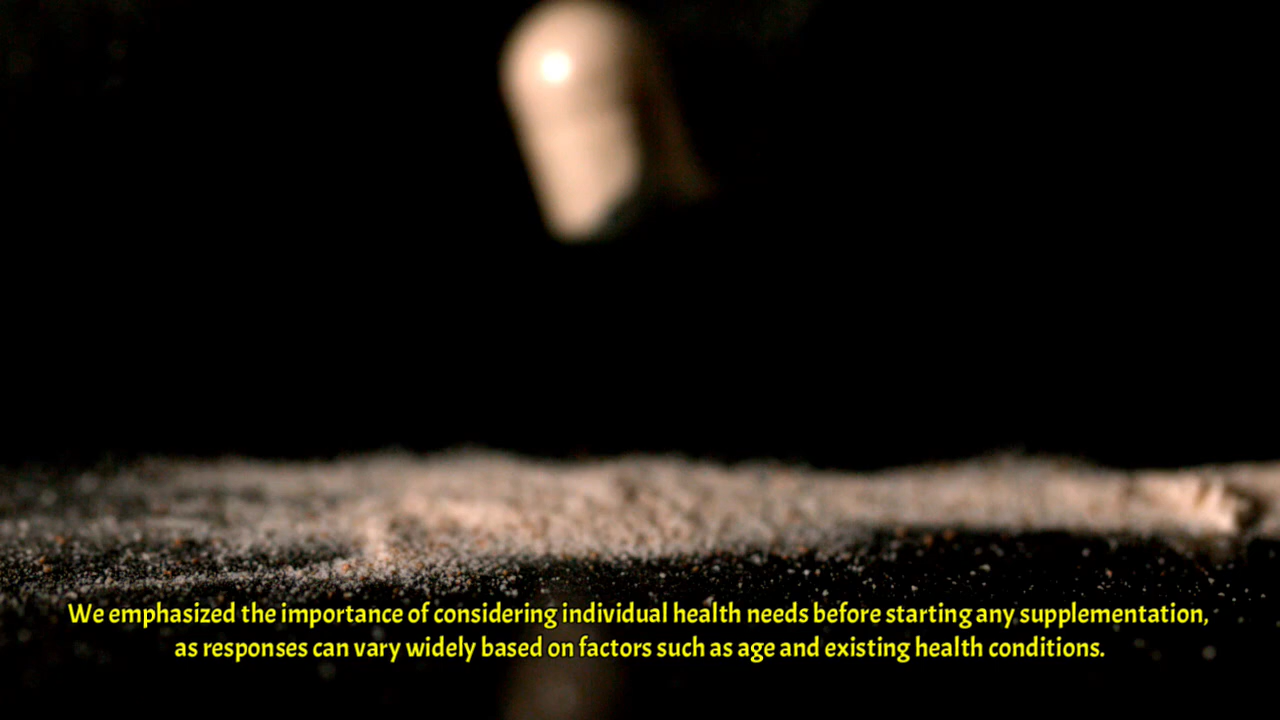 We emphasized the importance of considering individual health needs before starting any supplementation,
as responses can vary widely based on factors such as age and existing health conditions.